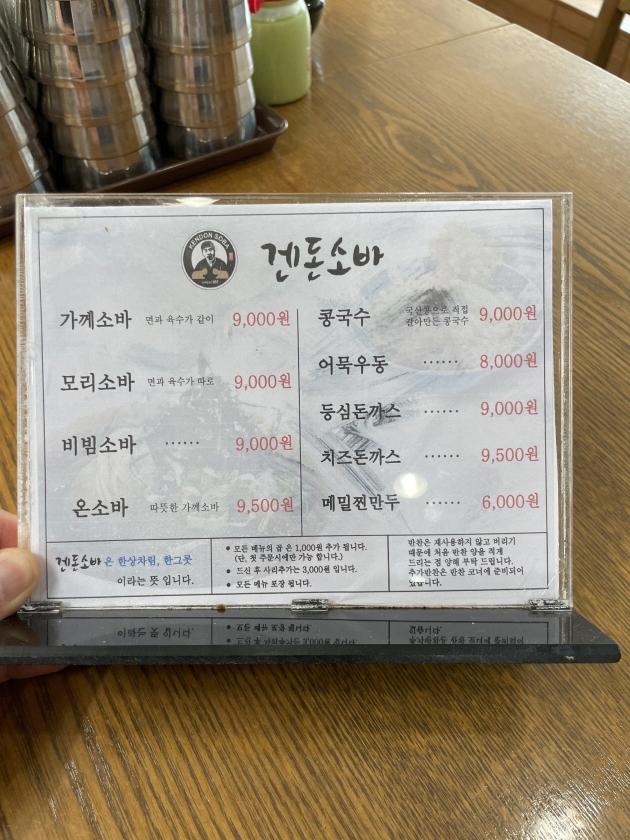 KENDON SOBA
겐돈소바
가께소바 면과 육수가 같이 9,000원
모리소바 면과 육수가 따로 9,000원
비빔소바 ...... 9,000원
온소바 따뜻한 가께소바 9,500원
콩국수 국산콩으로 직접 갈아만든 콩국수 9,000원
어묵우동 ...... 8,000원
등심돈까스 ...... 9,000원
치즈돈까스 ...... 9,500원
메밀찐만두 ...... 6,000원
겐돈소바은 한상차림, 한그릇
이라는 뜻 입니다.
• 모든 메뉴의 곱 은 1,000원 추가 됩니다.
(단, 첫 주문시에만 가능 합니다.)
• 드신 후 사리추가는 3,000원 입니다.
• 모든 메뉴 포장 됩니다.
반찬은 재사용하지 않고 버리기
때문에 처음 반찬 양을 적게
드리는 점 양해 부탁 드립니다.
추가반찬은 반찬 코너에 준비되어
있습니다.